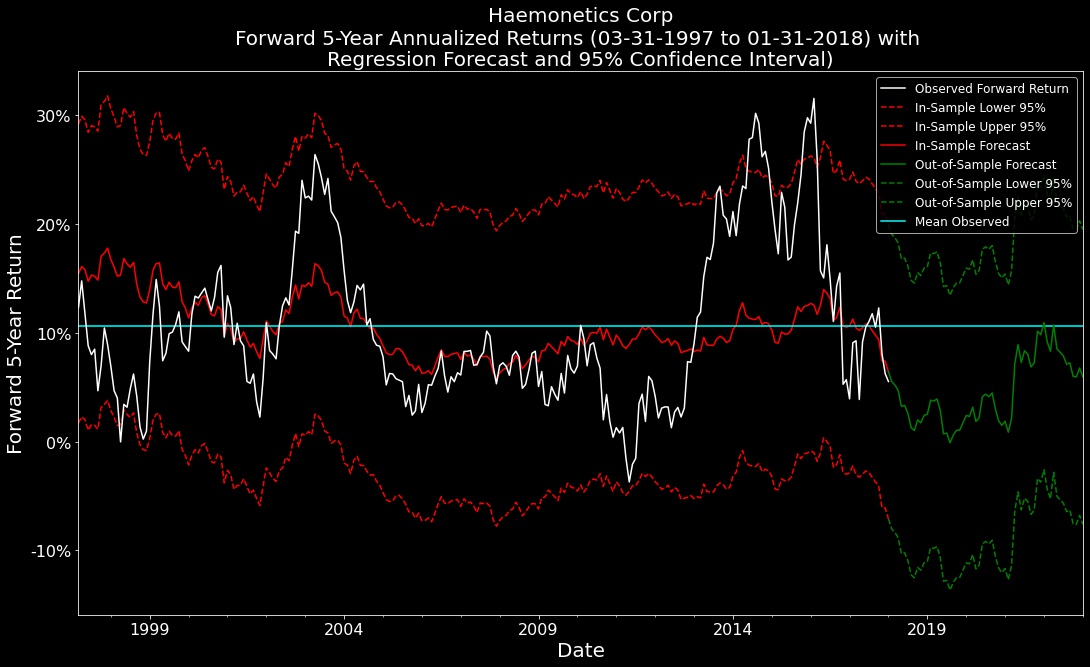 Haemonetics Corp
Forward 5-Year Annualized Returns (03-31-1997 to 01-31-2018) with
Regression Forecast and 95% Confidence Interval)
Forward 5-Year Return
30%
20%
10%
0%
-10%
Observed Forward Return
In-Sample Lower 95%
In-Sample Upper 95%
In-Sample Forecast
Out-of-Sample Forecast
Out-of-Sample Lower 95%
Out-of-Sample Upper 95%
Mean Observed
1999
2004
2009
2014
2019
Date